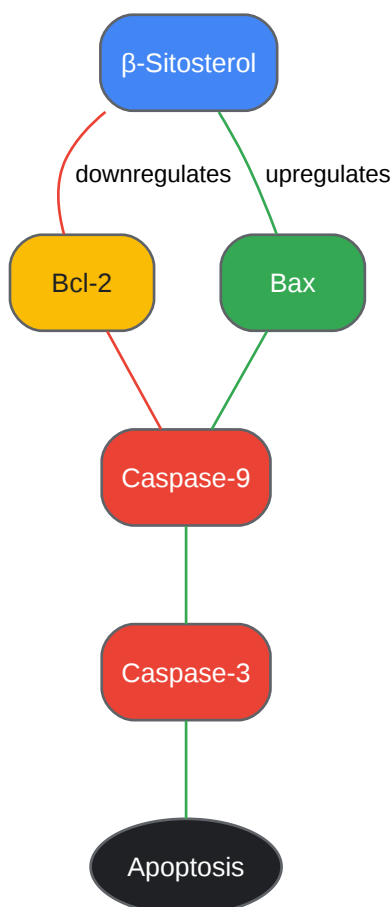 β-Sitosterol
downregulates
upregulates
Bcl-2
Bax
Caspase-9
Caspase-3
Apoptosis